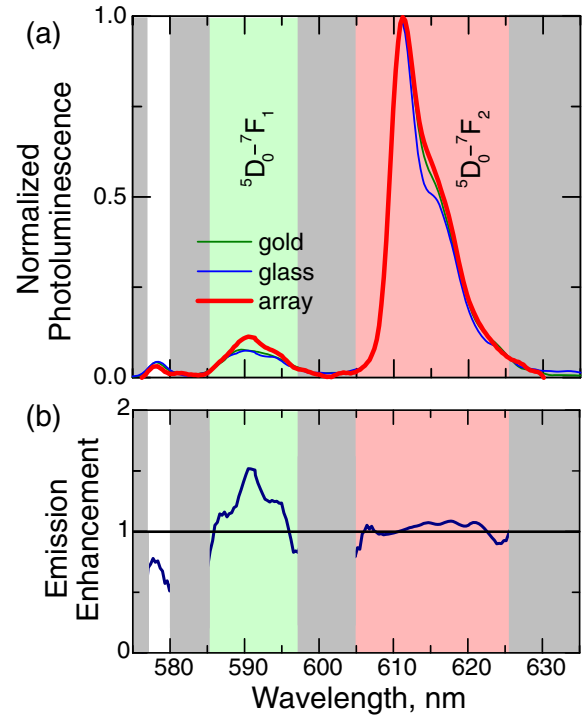 (a)
Normalized
Photoluminescence
1.0
0.5
0.0
⁵D₀-⁷F₁
⁵D₀-⁷F₂
gold
glass
array
(b)
Emission
Enhancement
2
1
0
580 590 600 610 620 630
Wavelength, nm